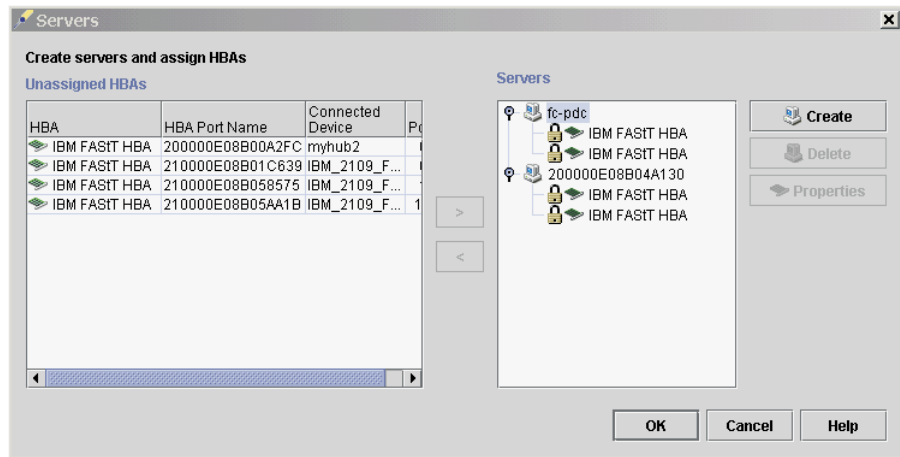 Servers
Create servers and assign HBAs
Unassigned HBAs
HBA HBA Port Name Connected Device
IBM FAStT HBA 200000E08B00A2FC myhub2
IBM FAStT HBA 210000E08B01C639 IBM_2109_F...
IBM FAStT HBA 210000E08B058575 IBM_2109_F...
IBM FAStT HBA 210000E08B05AA1B IBM_2109_F... 1
>
<
Servers
fc-pdc
IBM FAStT HBA
IBM FAStT HBA
200000E08B04A130
IBM FAStT HBA
IBM FAStT HBA
Create
Delete
Properties
OK Cancel Help